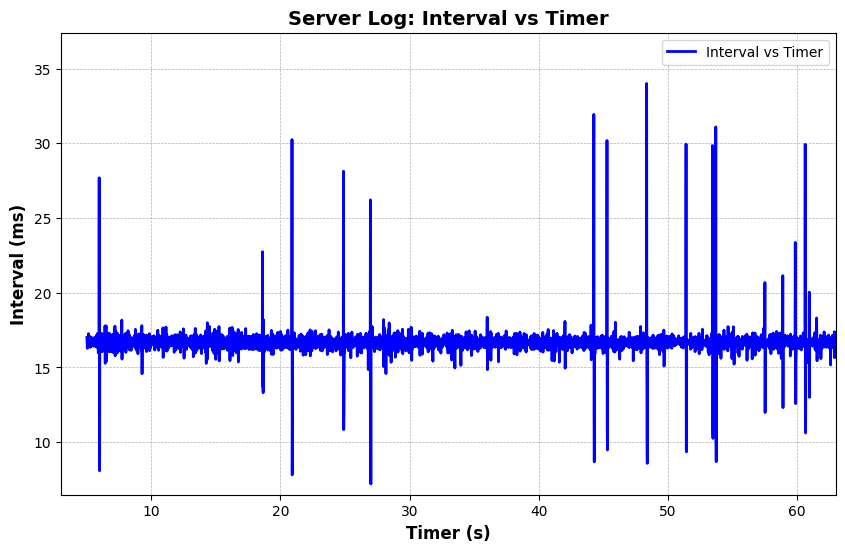 Server Log: Interval vs Timer
Interval vs Timer
35
30
25
20
15
10
Interval (ms)
10 20 30 40 50 60
Timer (s)